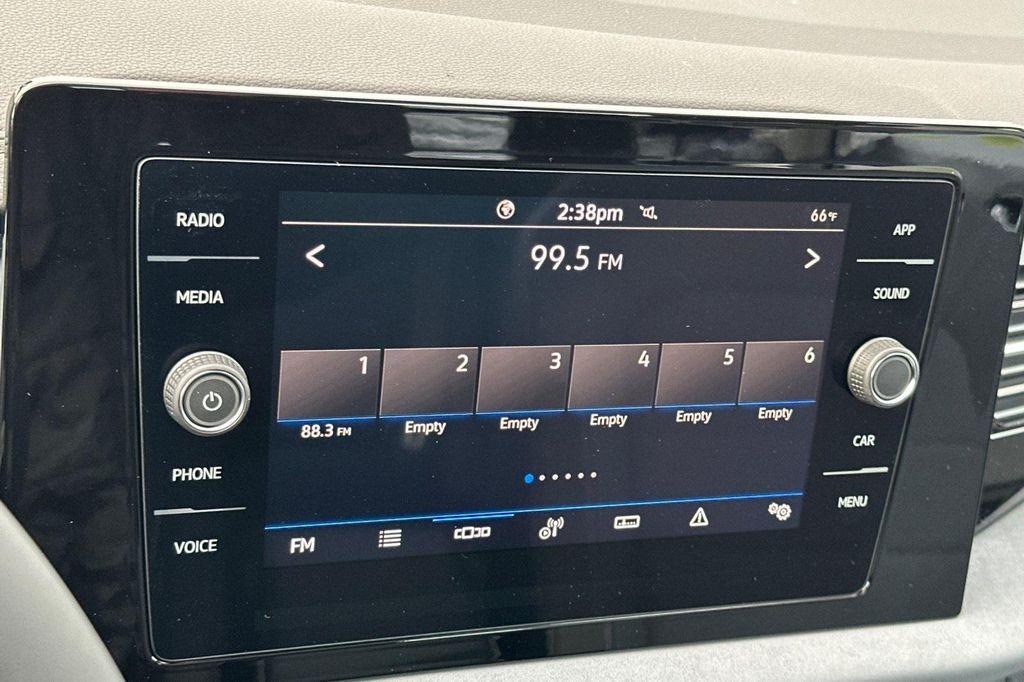 RADIO
MEDIA
PHONE
VOICE
2:38pm
66°F
< 99.5 FM >
1 2 3 4 5 6
88.3 FM Empty Empty Empty Empty Empty
FM
APP
SOUND
CAR
MENU